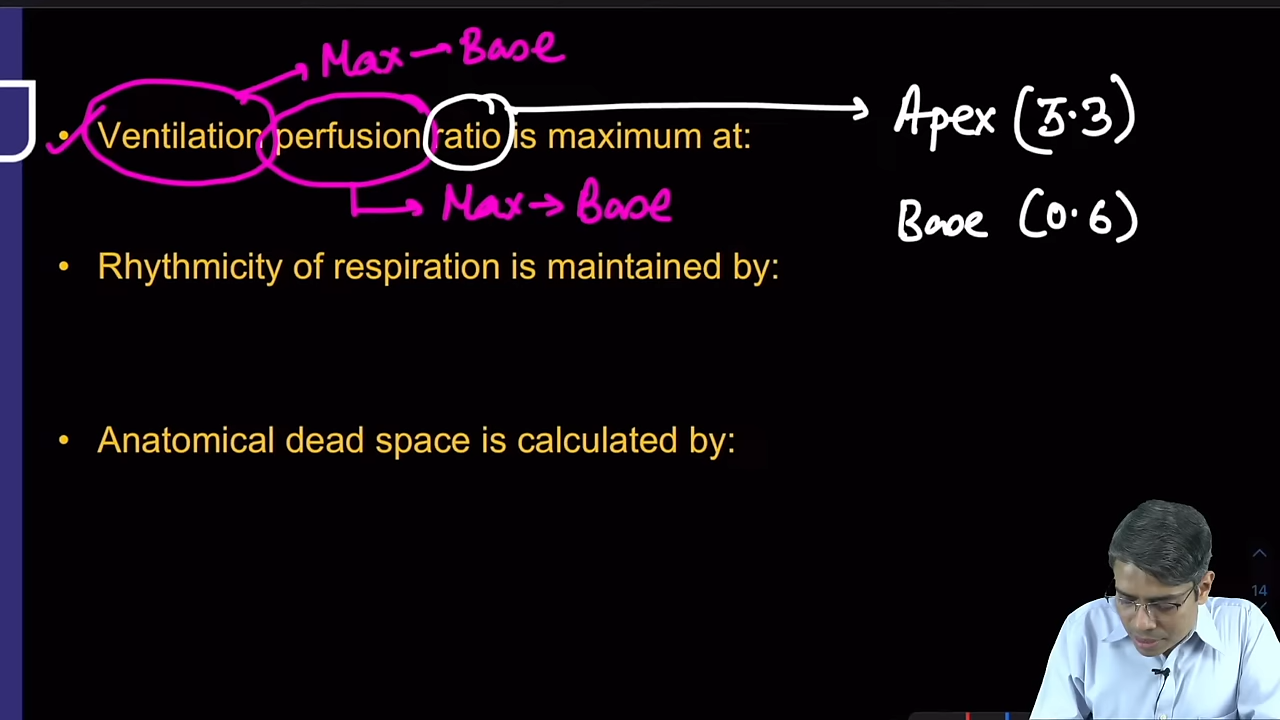 Max → Base
• Ventilation perfusion ratio is maximum at:
Apex (3.3)
Max → Base
Base (0.6)
• Rhythmicity of respiration is maintained by:
• Anatomical dead space is calculated by:
14